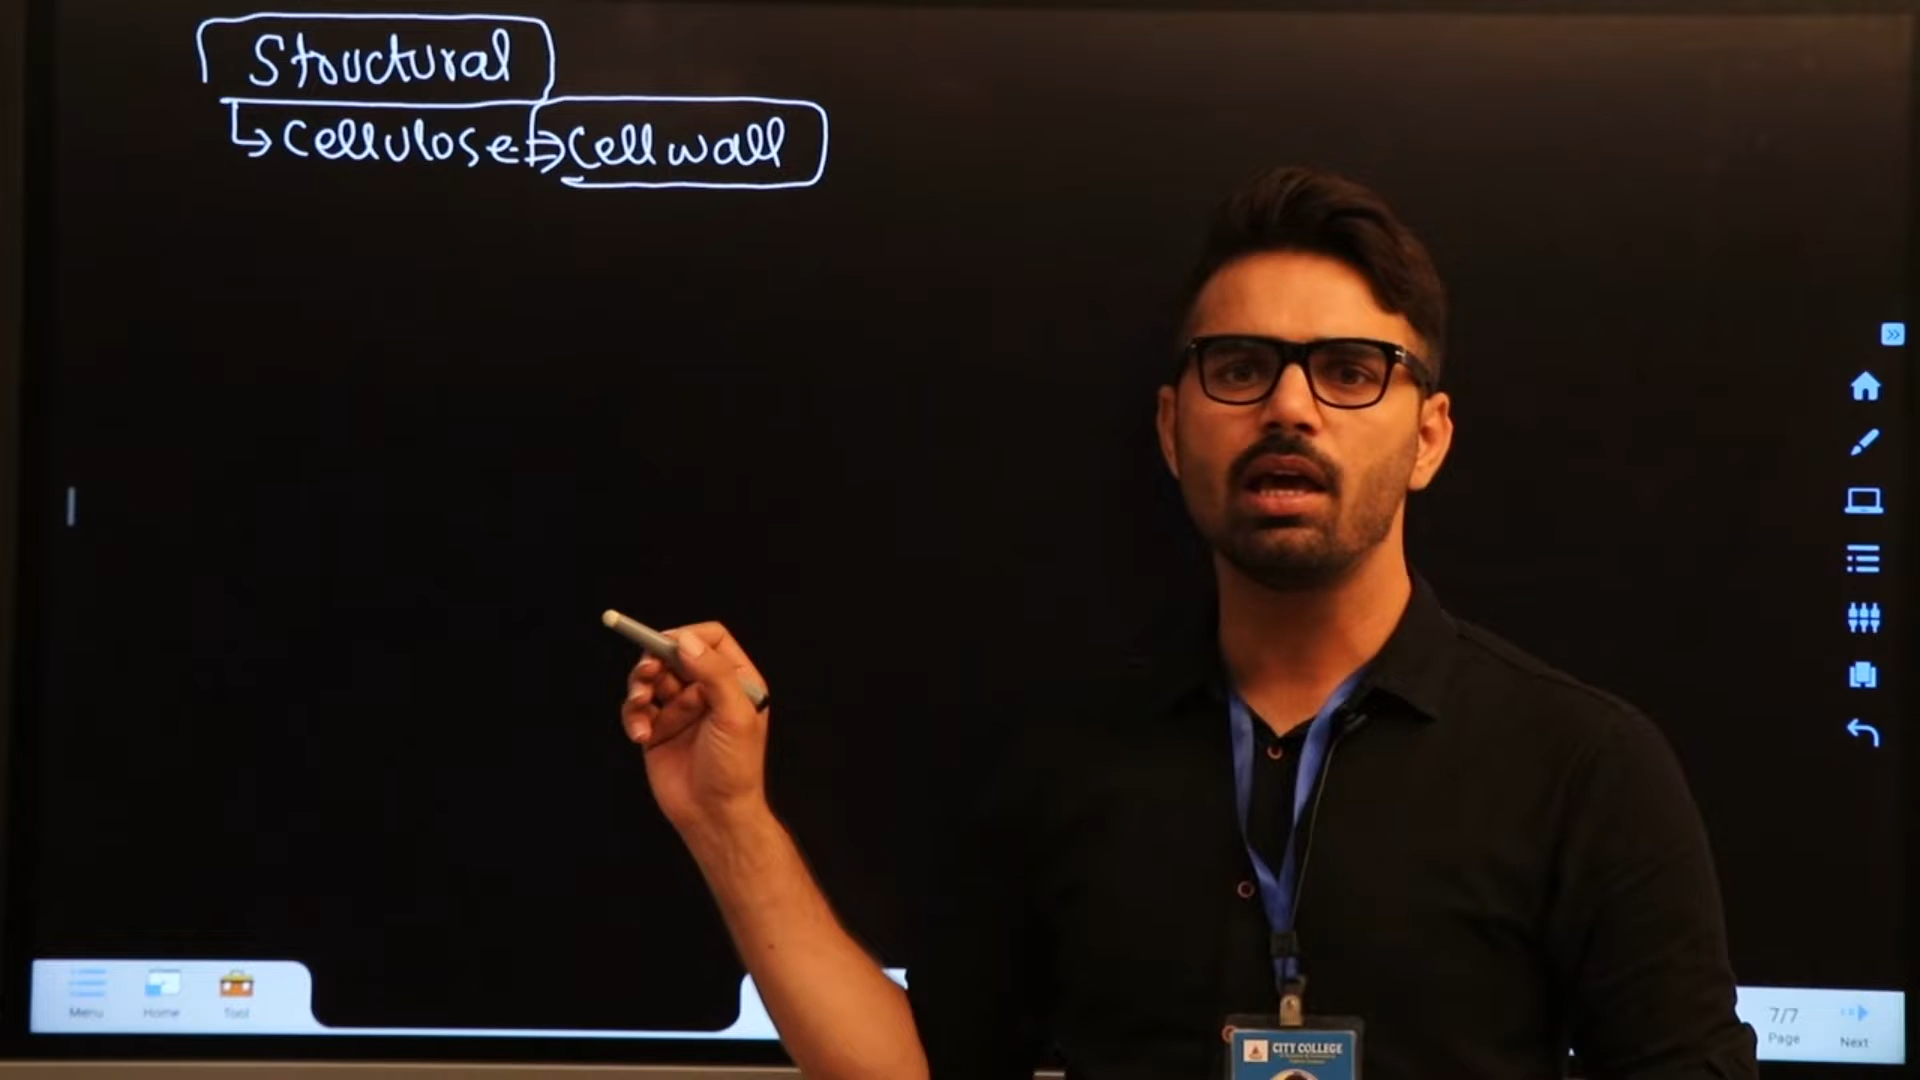 Structural
↳ Cellulose ⇒ Cell wall
Menu Home Tool
7/7
Page Next
CITY COLLEGE